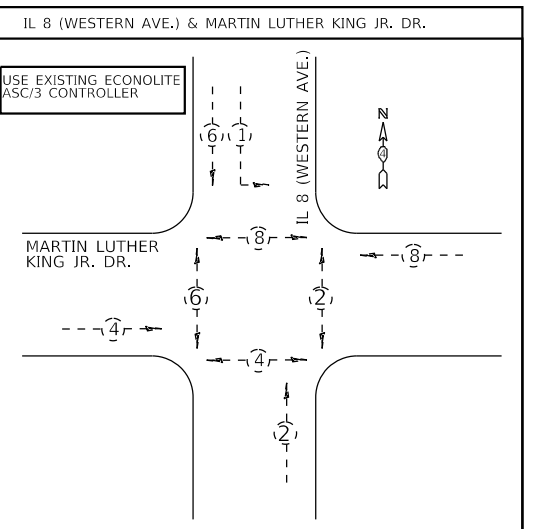 IL 8 (WESTERN AVE.) & MARTIN LUTHER KING JR. DR.
USE EXISTING ECONOLITE
ASC/3 CONTROLLER
6 1
IL 8 (WESTERN AVE.)
N
4
MARTIN LUTHER
KING JR. DR.
8
8
6
2
4
4
2